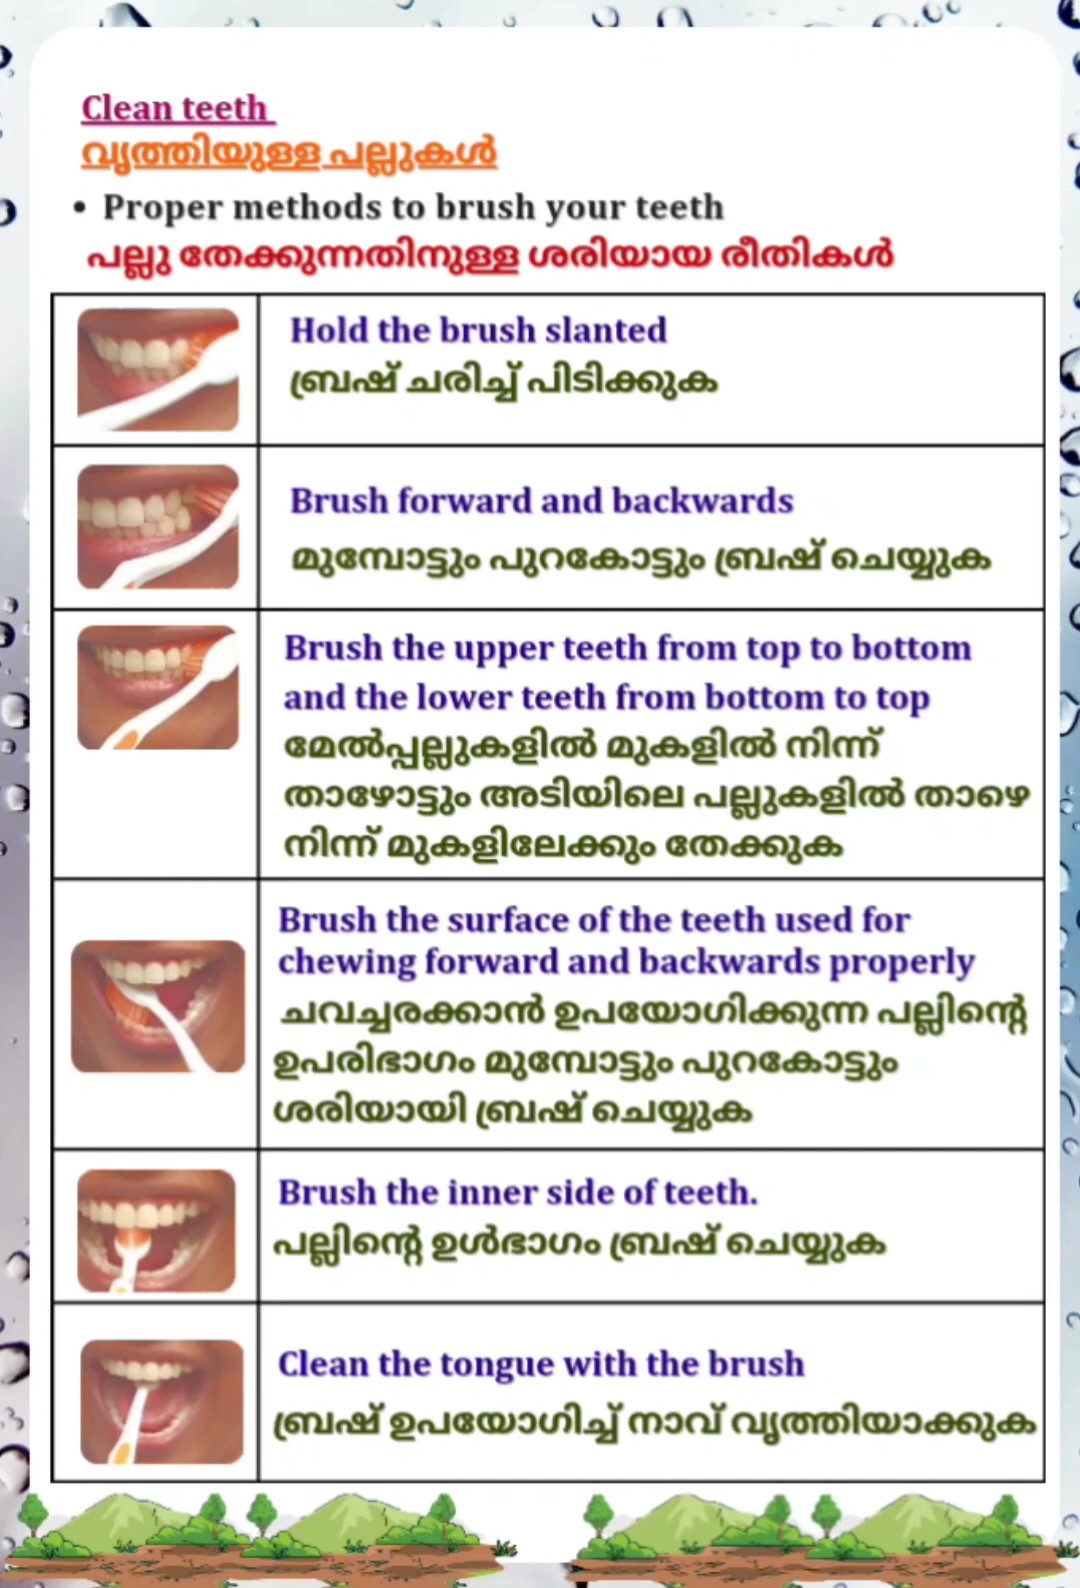 Clean teeth
വൃത്തിയുള്ള പല്ലുകൾ
• Proper methods to brush your teeth
പല്ലു തേക്കുന്നതിനുള്ള ശരിയായ രീതികൾ
Hold the brush slanted
ബ്രഷ് ചരിച്ച് പിടിക്കുക
Brush forward and backwards
മുമ്പോട്ടും പുറകോട്ടും ബ്രഷ് ചെയ്യുക
Brush the upper teeth from top to bottom
and the lower teeth from bottom to top
മേൽപ്പല്ലുകളിൽ മുകളിൽ നിന്ന്
താഴോട്ടും അടിയിലെ പല്ലുകളിൽ താഴെ
നിന്ന് മുകളിലേക്കും തേക്കുക
Brush the surface of the teeth used for
chewing forward and backwards properly
ചവച്ചരക്കാൻ ഉപയോഗിക്കുന്ന പല്ലിന്റെ
ഉപരിഭാഗം മുമ്പോട്ടും പുറകോട്ടും
ശരിയായി ബ്രഷ് ചെയ്യുക
Brush the inner side of teeth.
പല്ലിന്റെ ഉൾഭാഗം ബ്രഷ് ചെയ്യുക
Clean the tongue with the brush
ബ്രഷ് ഉപയോഗിച്ച് നാവ് വൃത്തിയാക്കുക